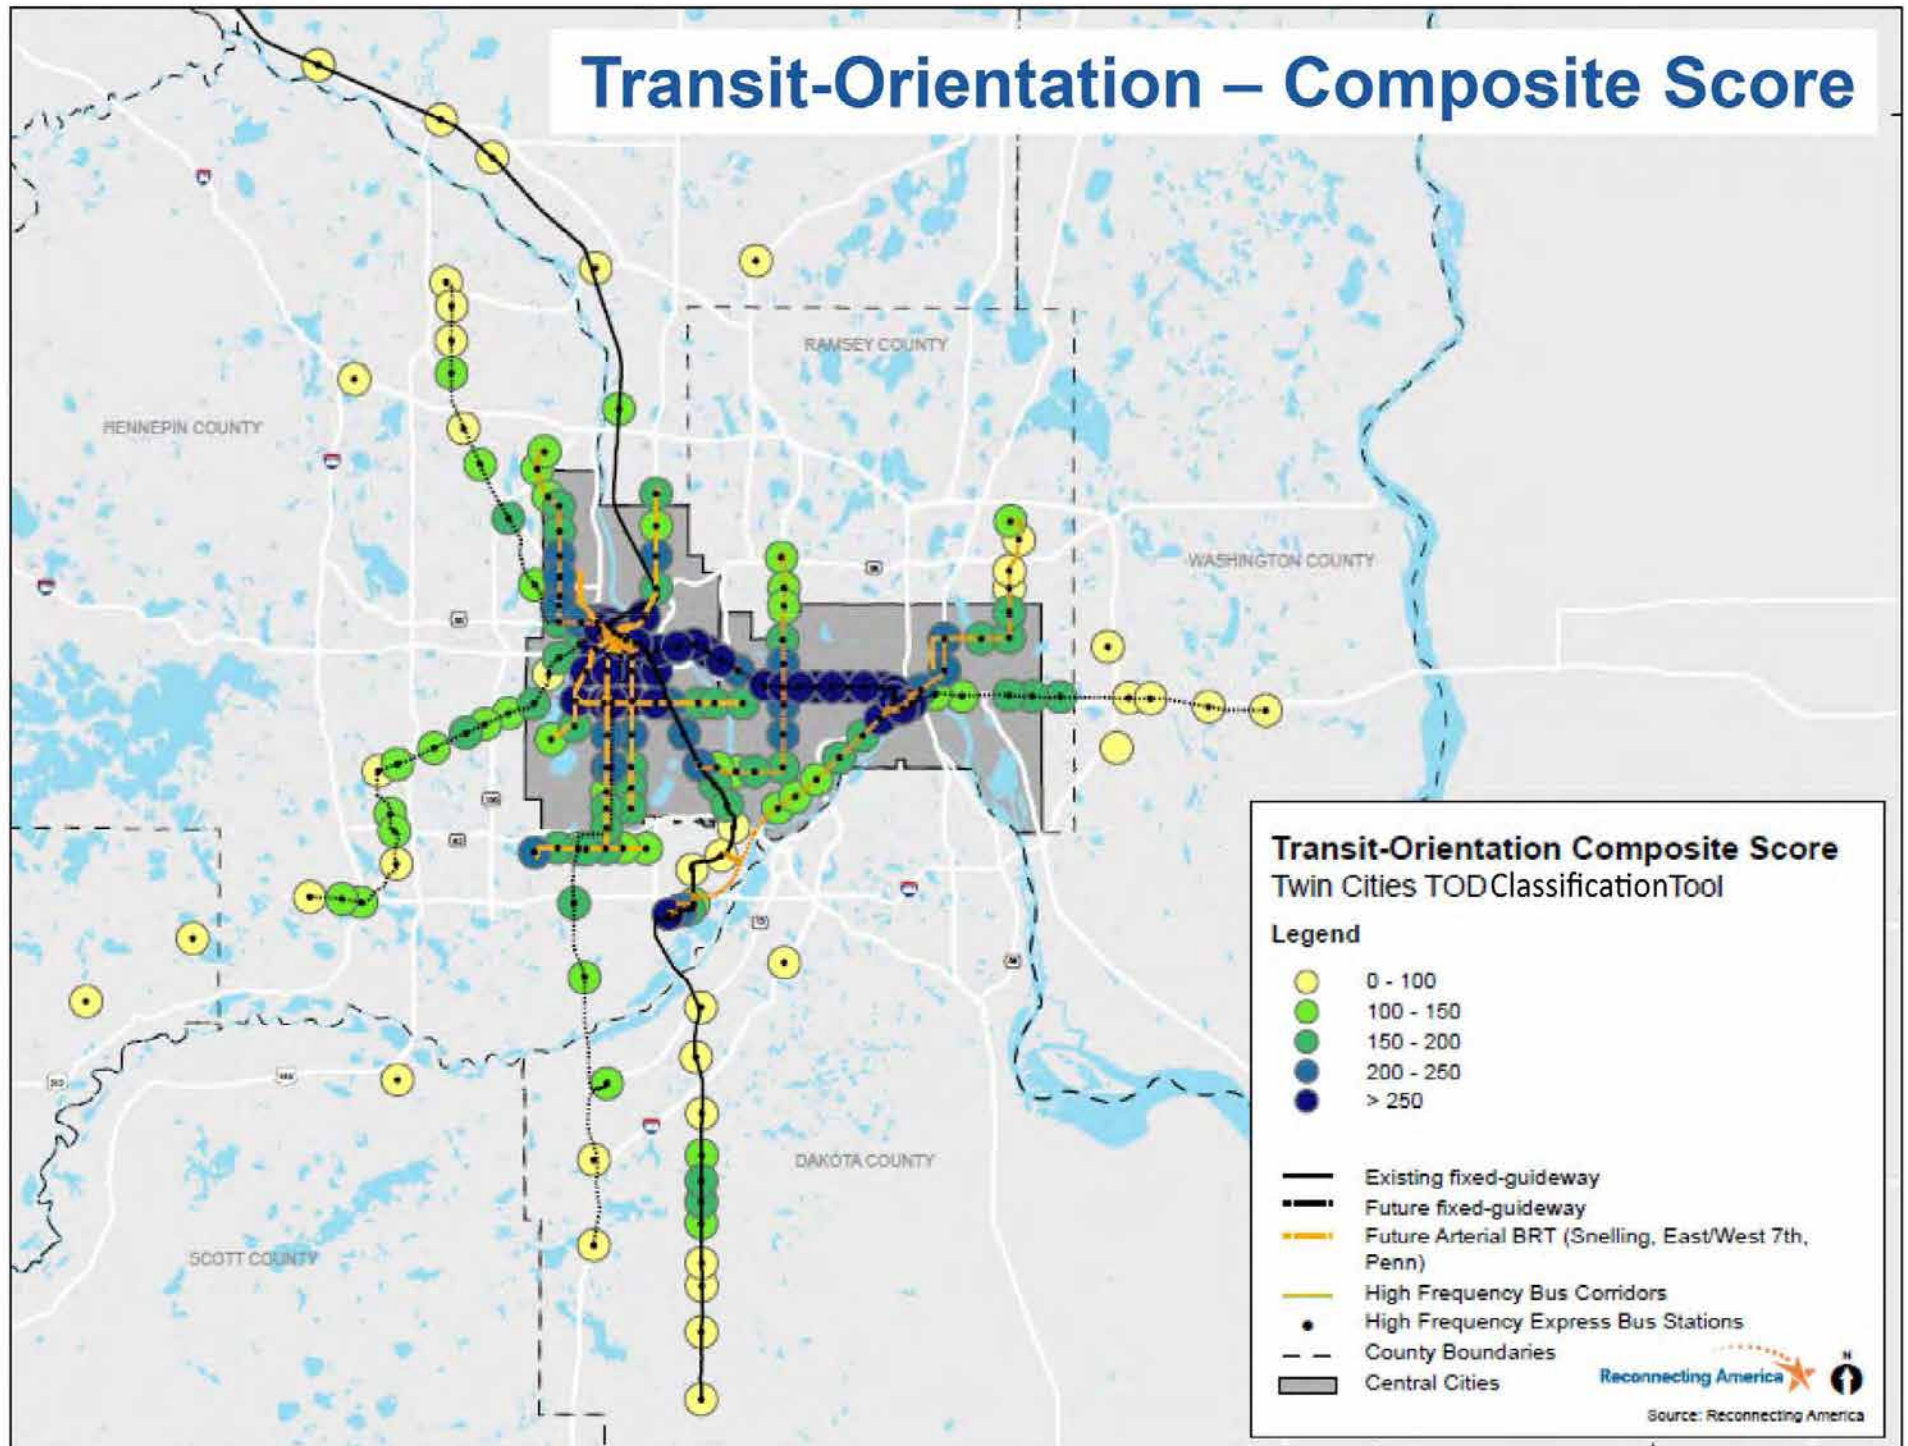 Transit-Orientation – Composite Score
RAMSEY COUNTY
HENNEPIN COUNTY
WASHINGTON COUNTY
DAKOTA COUNTY
SCOTT COUNTY
Transit-Orientation Composite Score
Twin Cities TOD Classification Tool
Legend
0 - 100
100 - 150
150 - 200
200 - 250
> 250
Existing fixed-guideway
Future fixed-guideway
Future Arterial BRT (Snelling, East/West 7th,
Penn)
High Frequency Bus Corridors
High Frequency Express Bus Stations
County Boundaries
Central Cities
Reconnecting America
N
Source: Reconnecting America